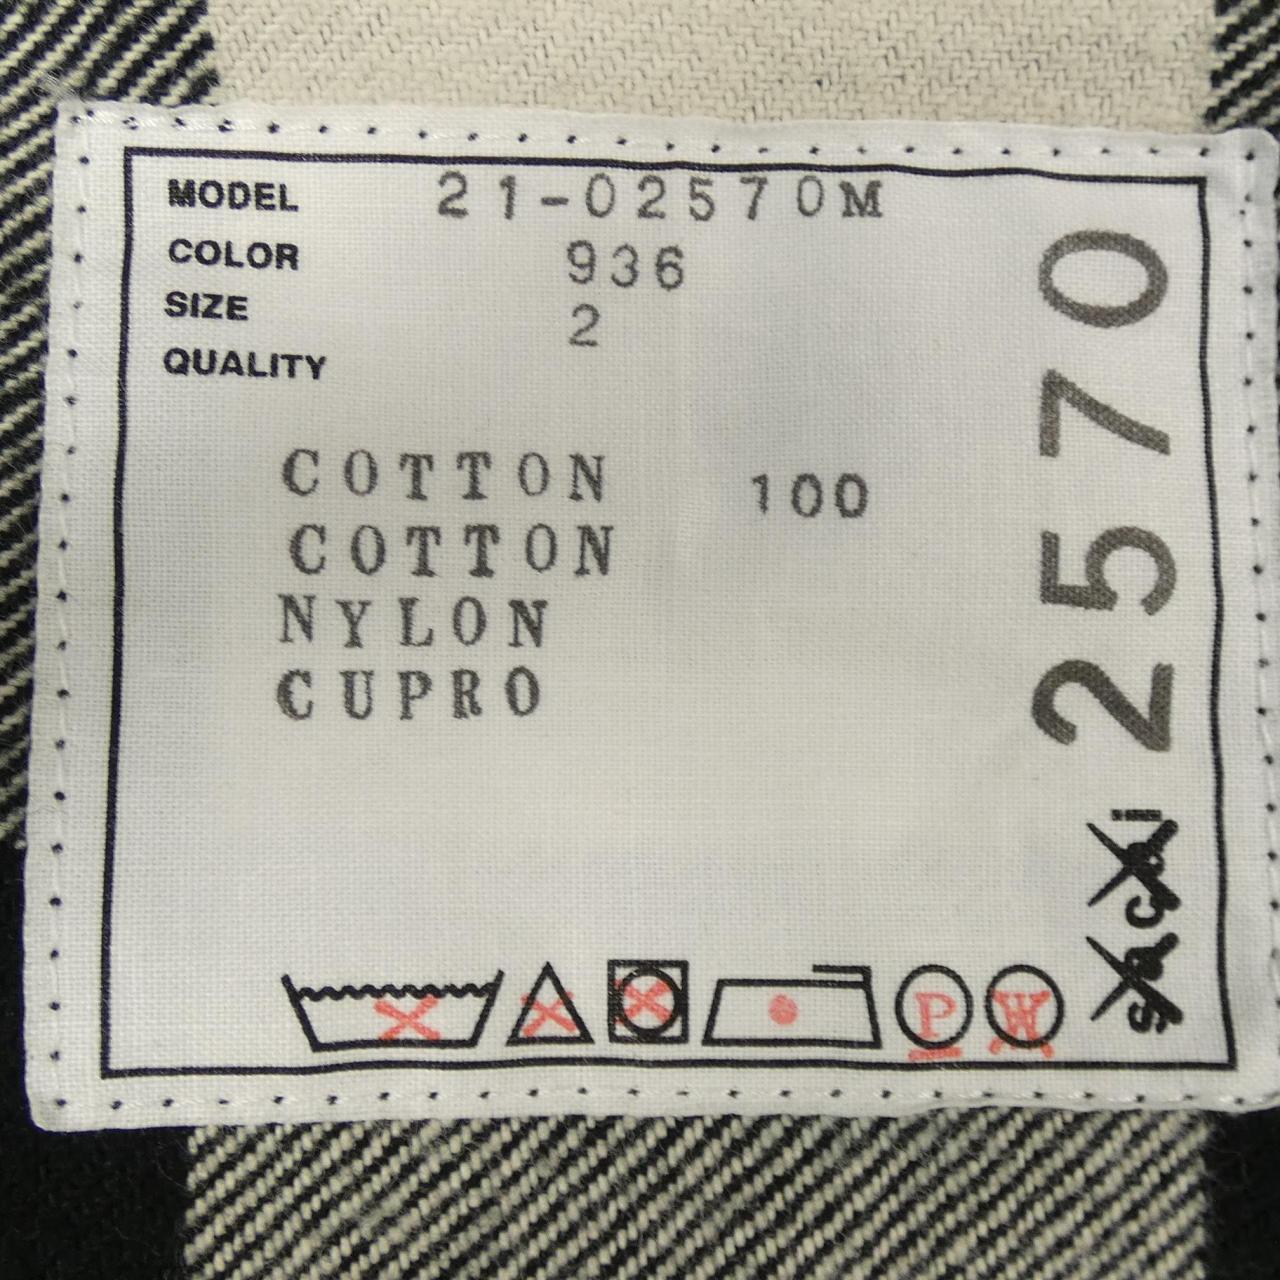 MODEL 21-02570M
COLOR 936
SIZE 2
QUALITY
COTTON 100
COTTON
NYLON
CUPRO
P W
2570
sacai